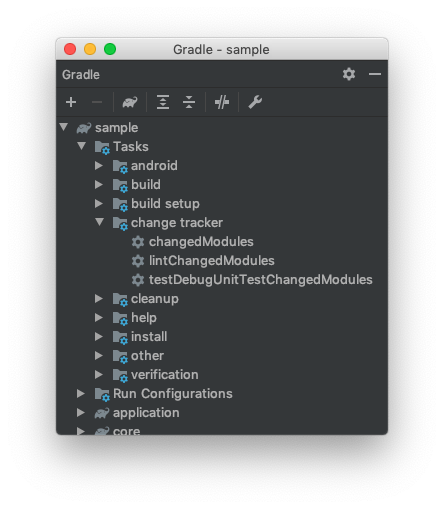 Gradle - sample
Gradle
sample
Tasks
android
build
build setup
change tracker
changedModules
lintChangedModules
testDebugUnitTestChangedModules
cleanup
help
install
other
verification
Run Configurations
application
core